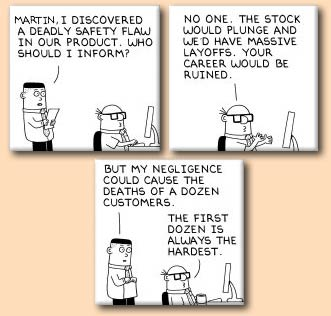 MARTIN, I DISCOVERED
A DEADLY SAFETY FLAW
IN OUR PRODUCT. WHO
SHOULD I INFORM?
NO ONE. THE STOCK
WOULD PLUNGE AND
WE'D HAVE MASSIVE
LAYOFFS. YOUR
CAREER WOULD BE
RUINED.
BUT MY NEGLIGENCE
COULD CAUSE THE
DEATHS OF A DOZEN
CUSTOMERS.
THE FIRST
DOZEN IS
ALWAYS THE
HARDEST.